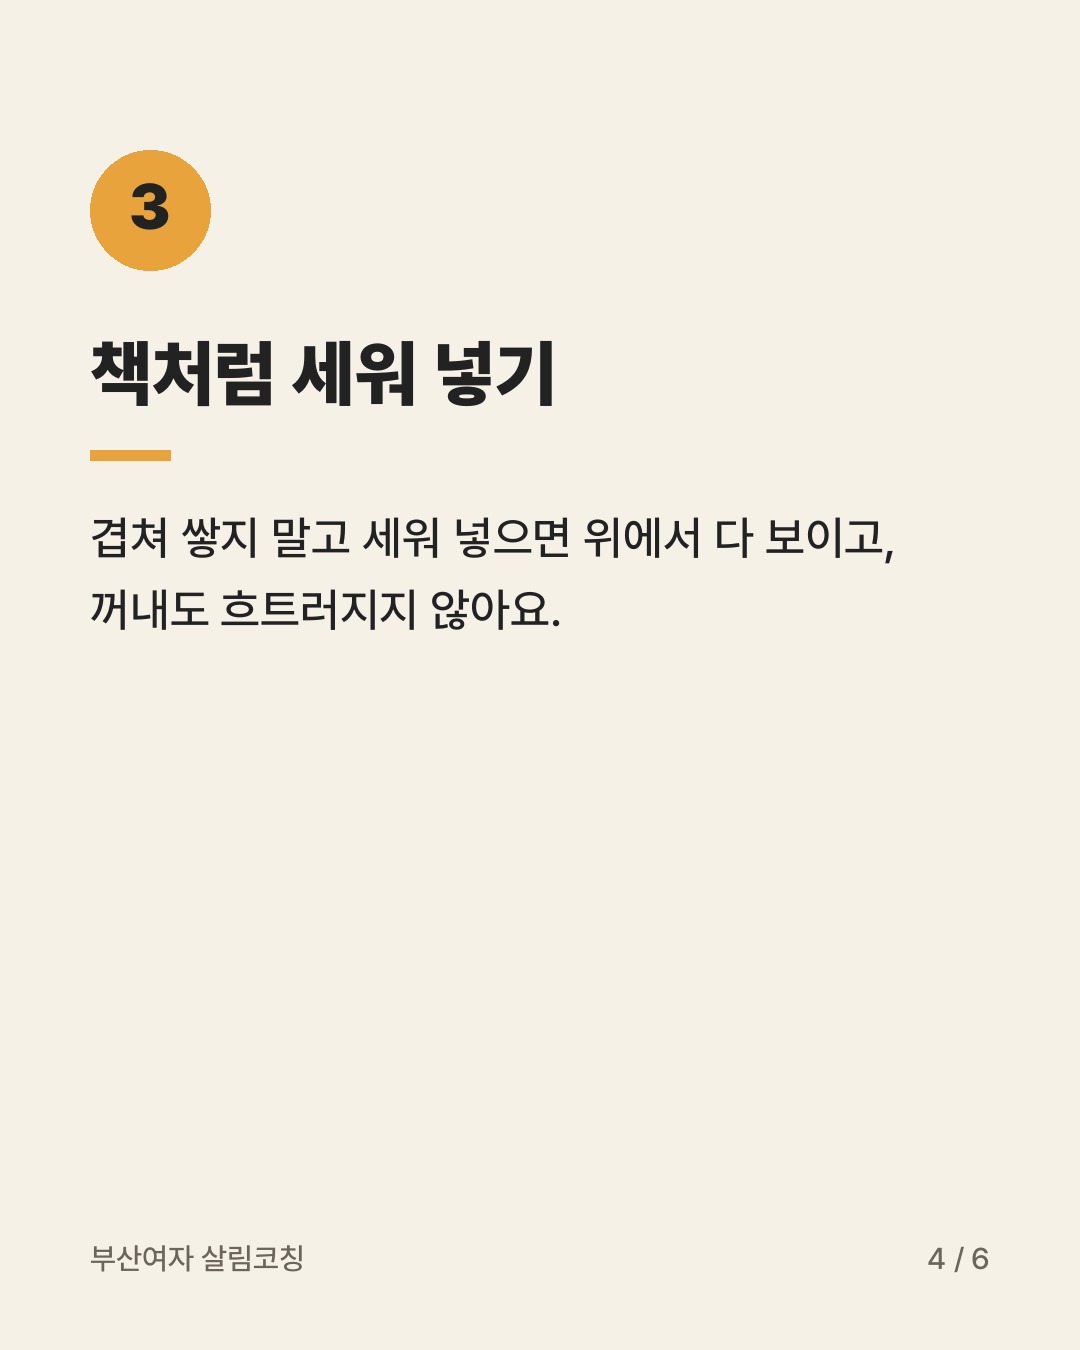 3
책처럼 세워 넣기
겹쳐 쌓지 말고 세워 넣으면 위에서 다 보이고,
꺼내도 흐트러지지 않아요.
부산여자 살림코칭
4 / 6